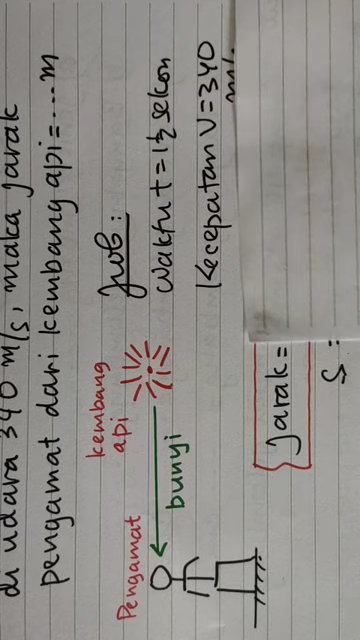 di udara 340 m/s, maka jarak
pengamat dari kembang api = ... m
Jwb :
Waktu t = 1½ sekon
Kecepatan V = 340
m/s
kembang
api
Pengamat
bunyi
Jarak =
S =